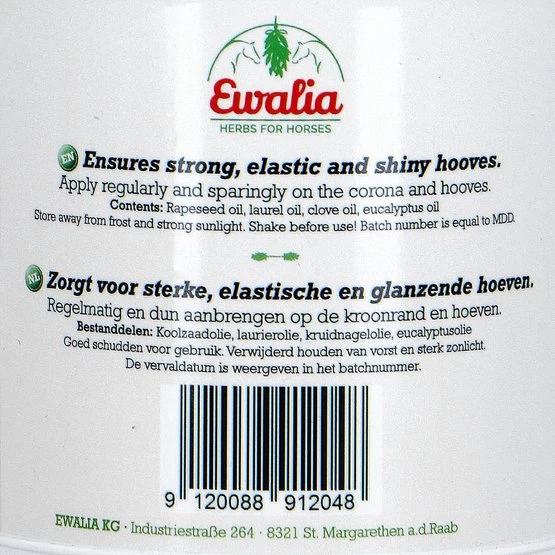 Ewalia
HERBS FOR HORSES
EN Ensures strong, elastic and shiny hooves.
Apply regularly and sparingly on the corona and hooves.
Contents: Rapeseed oil, laurel oil, clove oil, eucalyptus oil
Store away from frost and strong sunlight. Shake before use! Batch number is equal to MDD.
NL Zorgt voor sterke, elastische en glanzende hoeven.
Regelmatig en dun aanbrengen op de kroonrand en hoeven.
Bestanddelen: Koolzaadolie, laurierolie, kruidnagelolie, eucalyptusolie
Goed schudden voor gebruik. Verwijderd houden van vorst en sterk zonlicht.
De vervaldatum is weergeven in het batchnummer.
9 120088 912048
EWALIA KG · Industriestraße 264 · 8321 St. Margarethen a.d.Raab